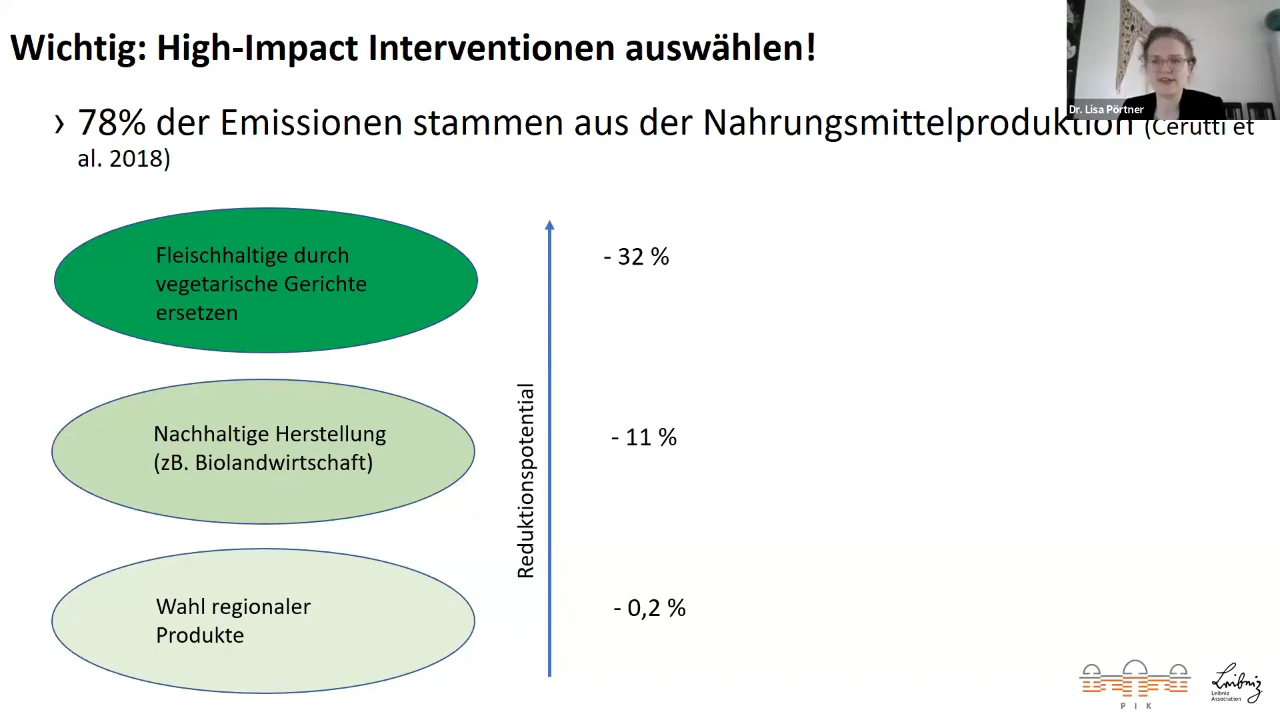 Wichtig: High-Impact Interventionen auswählen!
Dr. Lisa Pörtner
› 78% der Emissionen stammen aus der Nahrungsmittelproduktion (Cerutti et
al. 2018)
Fleischhaltige durch
vegetarische Gerichte
ersetzen
- 32 %
Reduktionspotential
Nachhaltige Herstellung
(zB. Biolandwirtschaft)
- 11 %
Wahl regionaler
Produkte
- 0,2 %
P I K
Leibniz
Leibniz
Association